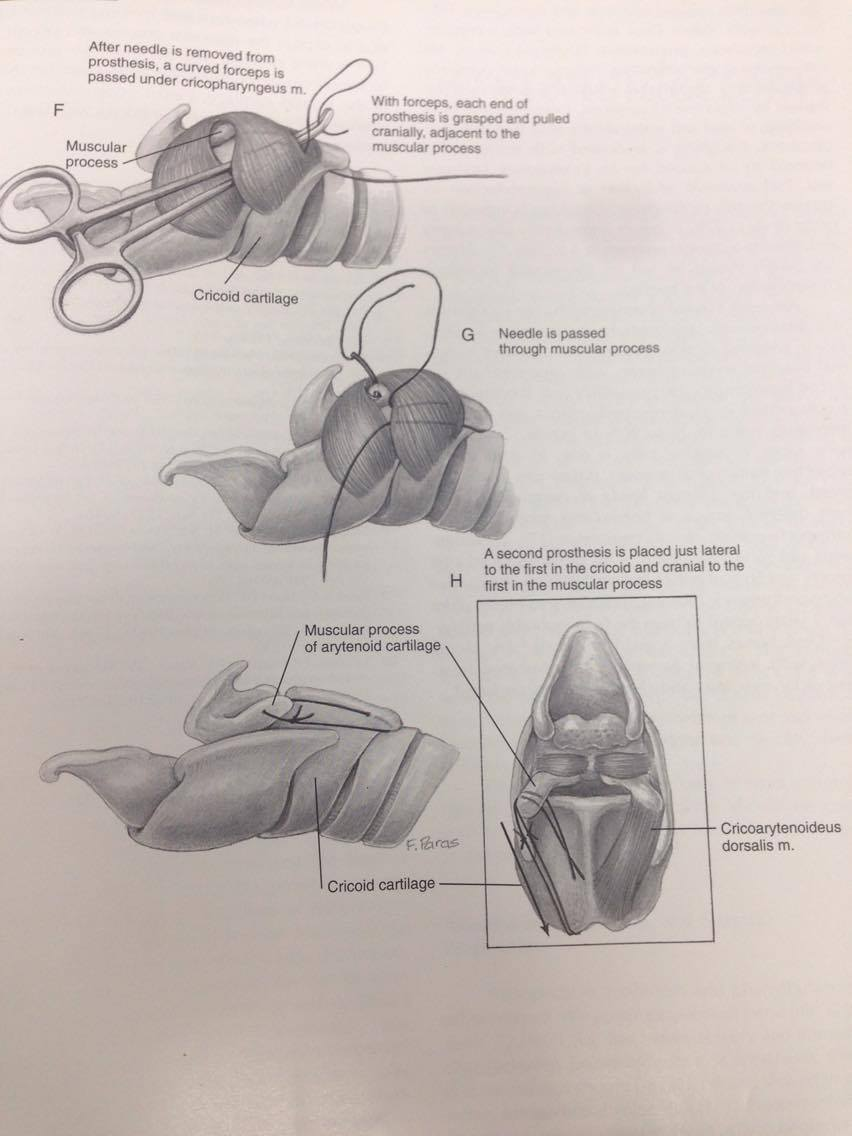 After needle is removed from
prosthesis, a curved forceps is
passed under cricopharyngeus m.
F
With forceps, each end of
prosthesis is grasped and pulled
cranially, adjacent to the
muscular process
Muscular
process
Cricoid cartilage
G
Needle is passed
through muscular process
H
A second prosthesis is placed just lateral
to the first in the cricoid and cranial to the
first in the muscular process
Muscular process
of arytenoid cartilage
F. Paras
Cricoarytenoideus
dorsalis m.
Cricoid cartilage